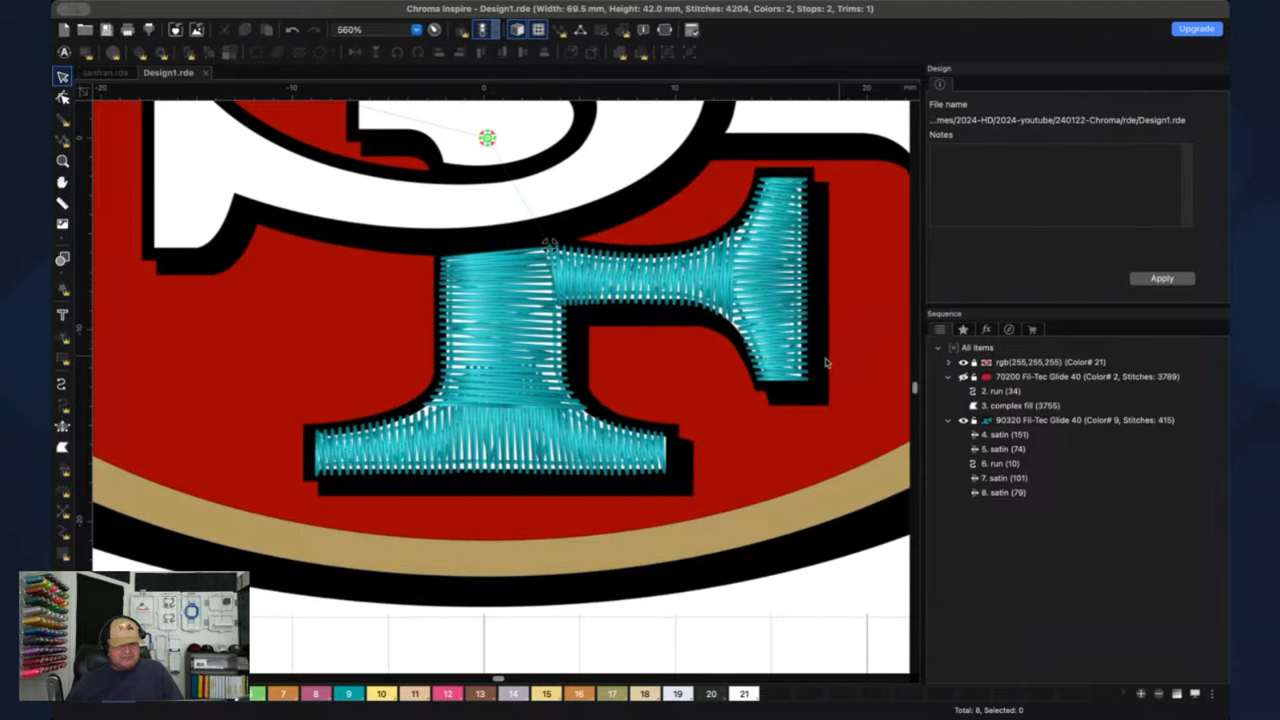 Chroma Inspire - Design1.rde (Width: 69.5 mm, Height: 42.0 mm, Stitches: 4204, Colors: 2, Stops: 2, Trims: 1)
560%
Upgrade
sanfran.rde
Design1.rde
-20
-10
0
10
20
mm
0
-10
-20
F
Design
File name
...mes/2024-HD/2024-youtube/240122-Chroma/rde/Design1.rde
Notes
Apply
Sequence
All items
rgb(255,255,255) (Color# 21)
70200 Fil-Tec Glide 40 (Color# 2, Stitches: 3789)
2. run (34)
3. complex fill (3755)
90320 Fil-Tec Glide 40 (Color# 9, Stitches: 415)
4. satin (151)
5. satin (74)
6. run (10)
7. satin (101)
8. satin (79)
7 8 9 10 11 12 13 14 15 16 17 18 19 20 21
Total: 8, Selected: 0